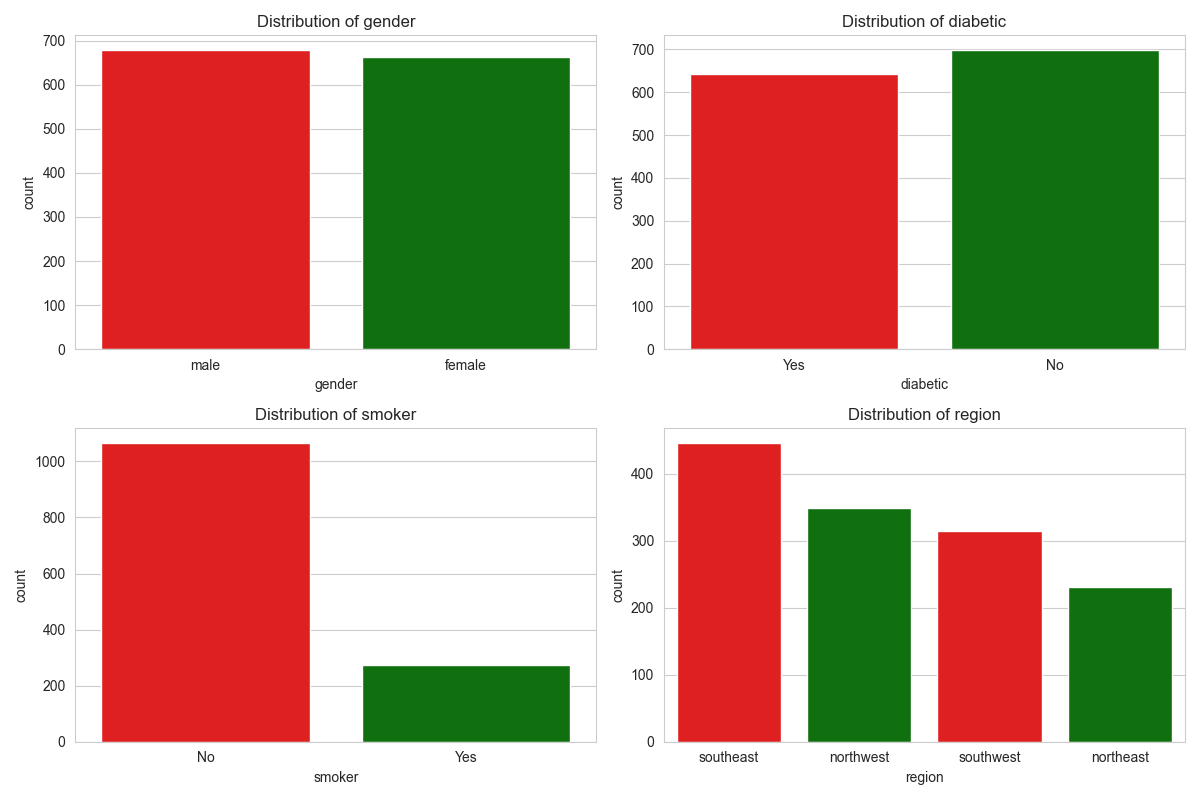 Distribution of gender
700
600
500
400
300
200
100
0
count
male female
gender
Distribution of diabetic
700
600
500
400
300
200
100
0
count
Yes No
diabetic
Distribution of smoker
1000
800
600
400
200
0
count
No Yes
smoker
Distribution of region
400
300
200
100
0
count
southeast northwest southwest northeast
region